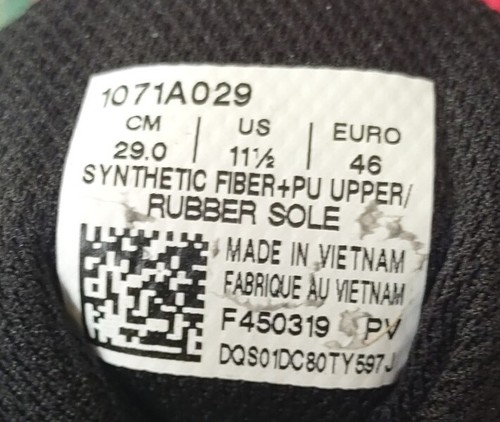 1071A029
CM | US | EURO
29.0 | 11½ | 46
SYNTHETIC FIBER+PU UPPER/
RUBBER SOLE
MADE IN VIETNAM
FABRIQUE AU VIETNAM
F450319 PV
DQS01DC80TY597J